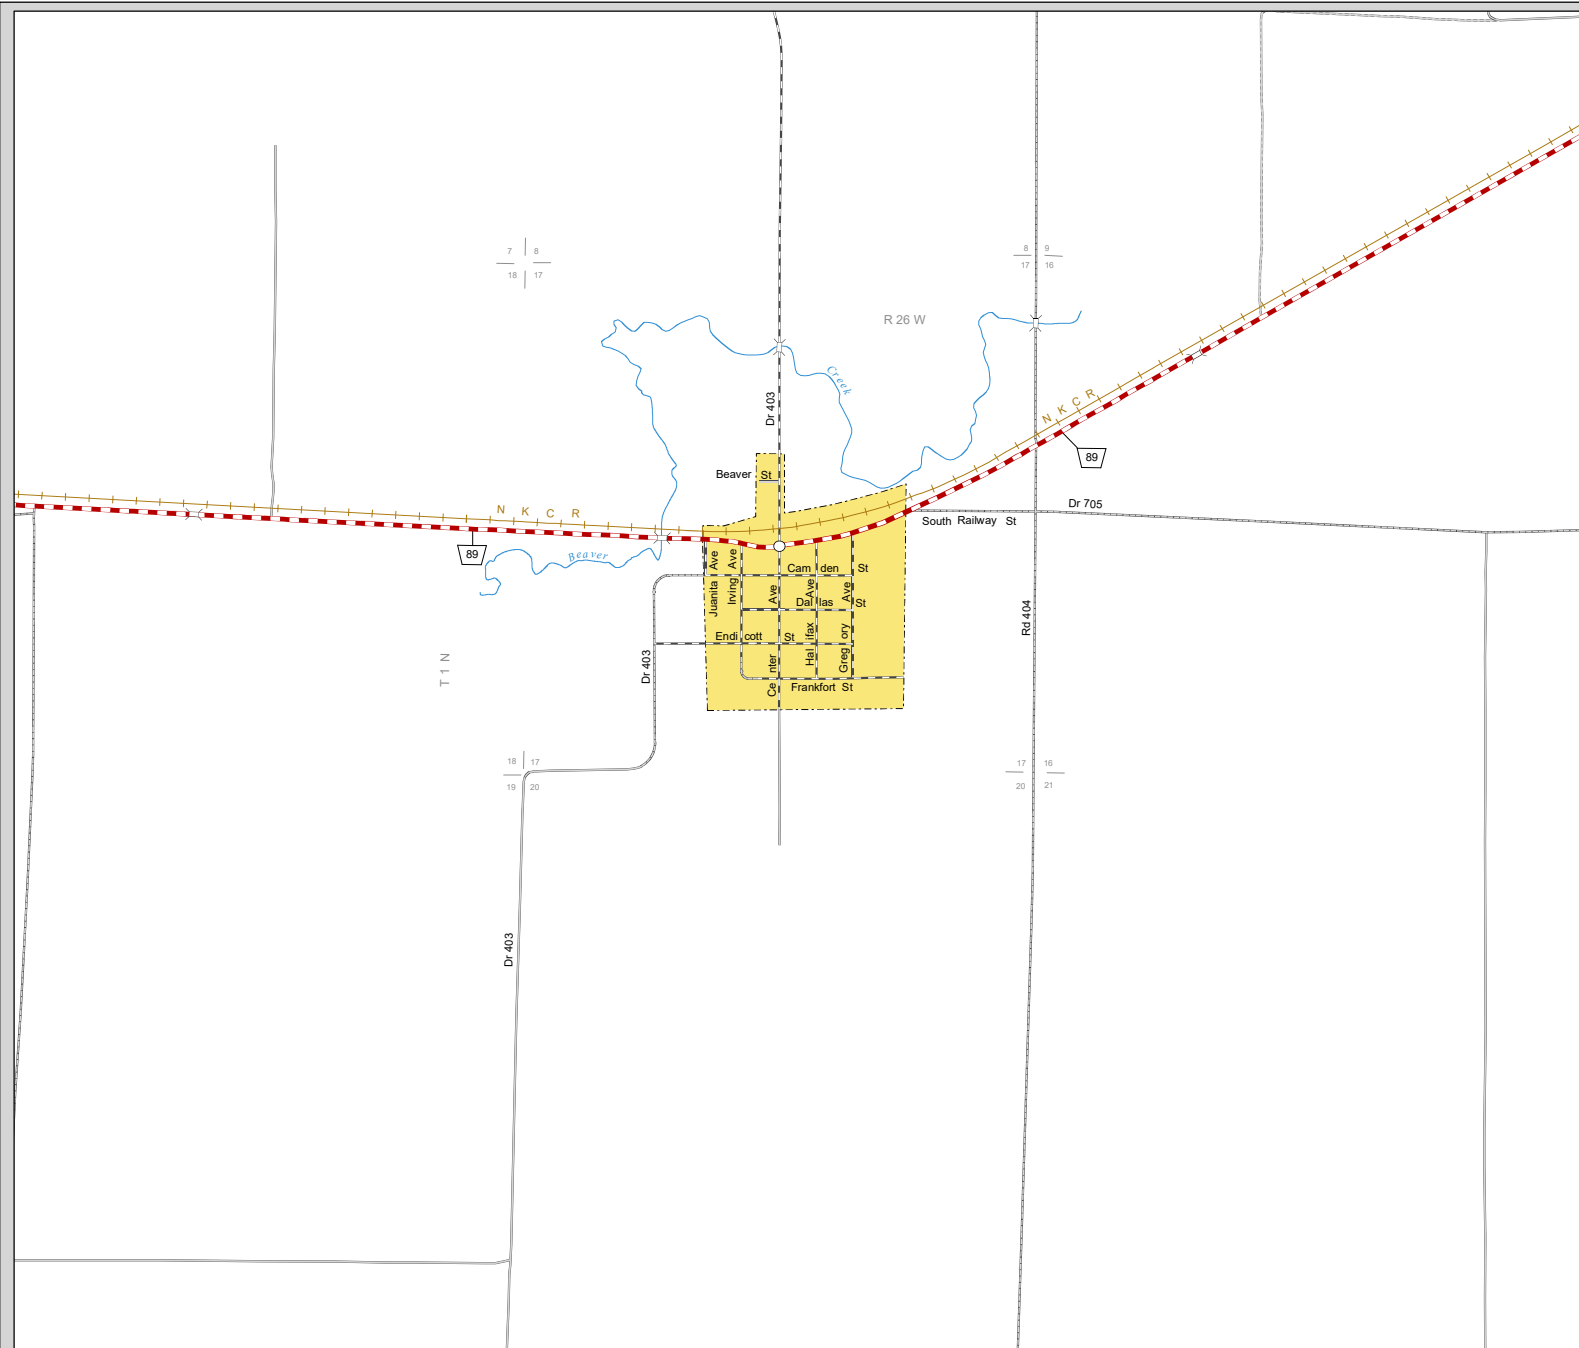 7 8
18 17
8 9
17 16
R 26 W
Creek
Dr 403
N K C R
89
Beaver St
N K C R
89
Dr 705
South Railway St
Beaver
Juanita Ave
Irving Ave
Camden St
Dallas St
Endicott St
Frankfort St
Center Ave
Halifax Ave
Gregory Ave
Rd 404
Dr 403
T 1 N
18 17
19 20
17 16
20 21
Dr 403